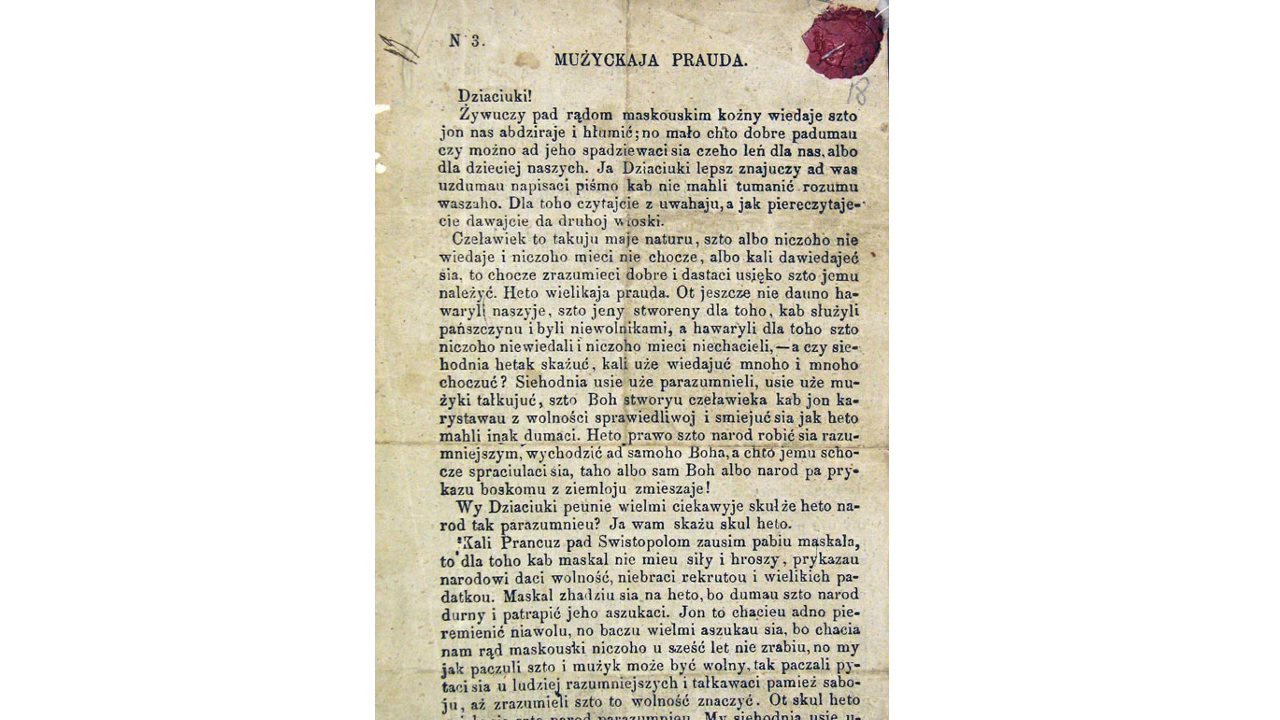 N 3.
MUŻYCKAJA PRAUDA.
18
Dziaciuki!
Żywuczy pad rądom maskouskim kożny wiedaje szto
jon nas abdziraje i hłumić; no mało chto dobre padumau
czy możno ad jeho spadziewaci sia czeho leń dla nas, albo
dla dzieciej naszych. Ja Dziaciuki lepsz znajuczy ad was
uzdumau napisaci piśmo kab nie mahli tumanić rozumu
waszaho. Dla toho czytajcie z uwahaju, a jak piereczytaje-
cie dawajcie da druhoj wioski.
Czeławiek to takuju maje naturu, szto albo niczoho nie
wiedaje i niczoho mieci nie chocze, albo kali dawiedajeć
sia, to chocze zrazumieci dobre i dastaci usięko szto jemu
należyć. Heto wielikaja prauda. Ot jeszcze nie dauno ha-
waryli naszyje, szto jeny stworeny dla toho, kab służyli
pańszczynu i byli niewolnikami, a hawaryli dla toho szto
niczoho niewiedali i niczoho mieci niechacieli,—a czy sie-
hodnia hetak skażuć, kali uże wiedajuć mnoho i mnoho
choczuć? Siehodnia usie uże parazumnieli, usie uże mu-
żyki tałkujuć, szto Boh stworyu czeławieka kab jon ka-
rystawau z wolności sprawiedliwoj i smiejuć sia jak heto
mahli inak dumaci. Heto prawo szto narod robić sia razu-
mniejszym, wychodzić ad samoho Boha, a chto jemu scho-
cze spraciulaci sia, taho albo sam Boh albo narod pa pry-
kazu boskomu z ziemloju zmieszaje!
Wy Dziaciuki peunie wielmi ciekawyje skul że heto na-
rod tak parazumnieu? Ja wam skażu skul heto.
Kali Prancuz pad Swistopolom zausim pabiu maskala,
to dla toho kab maskal nie mieu siły i hroszy, prykazau
narodowi daci wolność, niebraci rekrutou i wielikich pa-
datkou. Maskal zhadziu sia na heto, bo dumau szto narod
durny i patrapić jeho aszukaci. Jon to chacieu adno pie-
remienić niawolu, no baczu wielmi aszukau sia, bo chacia
nam rąd maskouski niczoho u sześć let nie zrabiu, no my
jak paczuli szto i mużyk może być wolny, tak paczali py-
taci sia u ludziej razumniejszych i tałkawaci pamież sabo-
ju, aż zrazumieli szto to wolność znaczyć. Ot skul heto
szto narod parazumnieu. My siehodnia usie u-